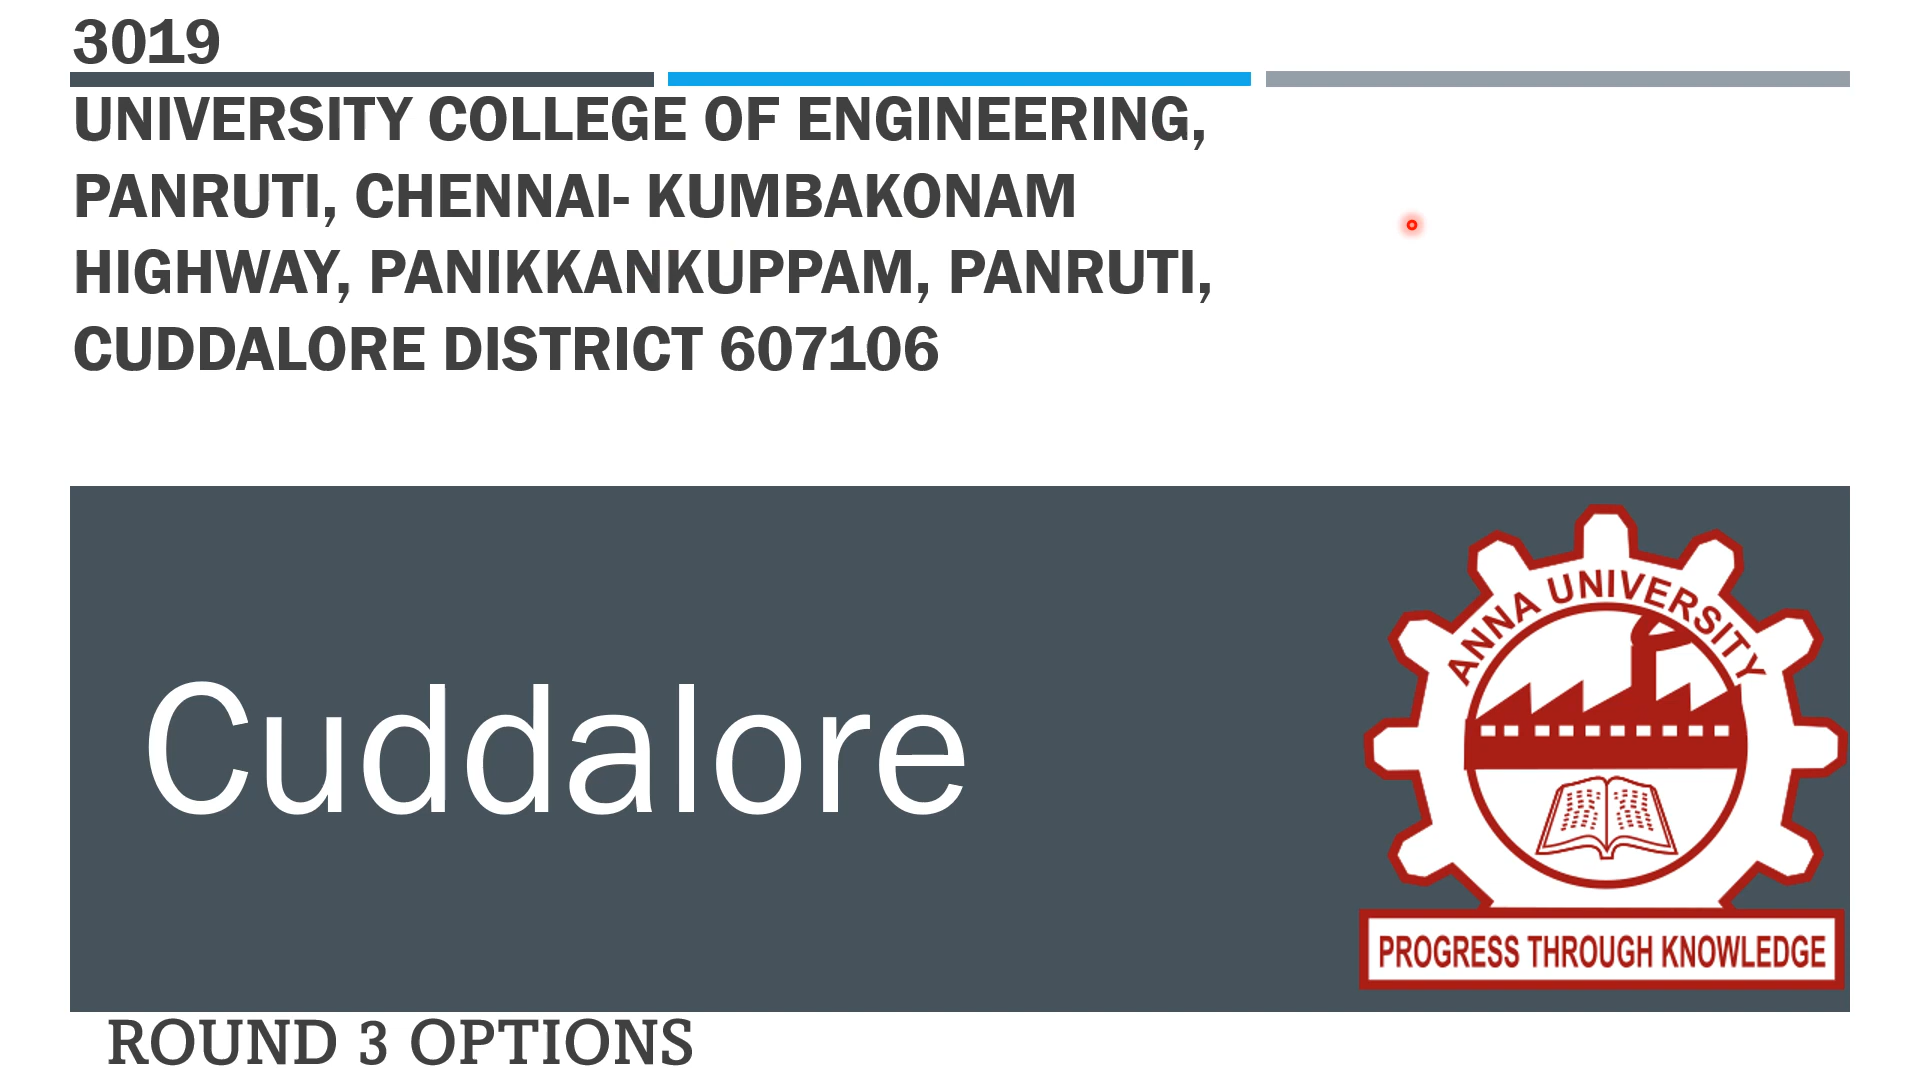 3019
UNIVERSITY COLLEGE OF ENGINEERING,
PANRUTI, CHENNAI- KUMBAKONAM
HIGHWAY, PANIKKANKUPPAM, PANRUTI,
CUDDALORE DISTRICT 607106
Cuddalore
ANNA UNIVERSITY
PROGRESS THROUGH KNOWLEDGE
ROUND 3 OPTIONS